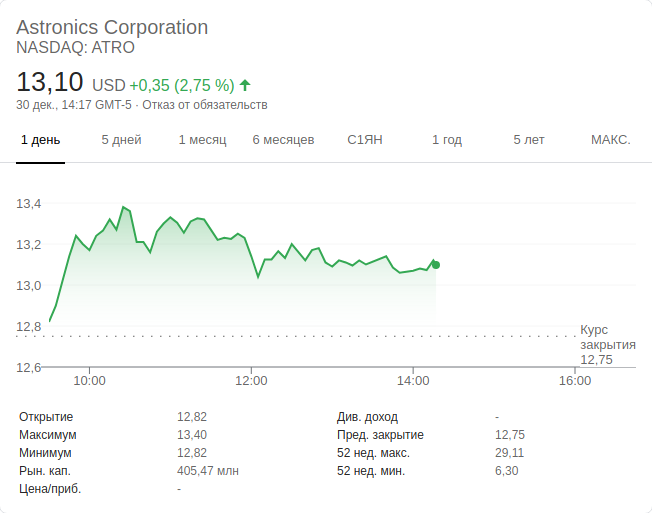 Astronics Corporation
NASDAQ: ATRO
13,10 USD +0,35 (2,75 %)
30 дек., 14:17 GMT-5 · Отказ от обязательств
1 день 5 дней 1 месяц 6 месяцев С1ЯН 1 год 5 лет МАКС.
13,4
13,2
13,0
12,8
Курс
закрытия
12,75
12,6
10:00 12:00 14:00 16:00
Открытие 12,82 Див. доход -
Максимум 13,40 Пред. закрытие 12,75
Минимум 12,82 52 нед. макс. 29,11
Рын. кап. 405,47 млн 52 нед. мин. 6,30
Цена/приб. -